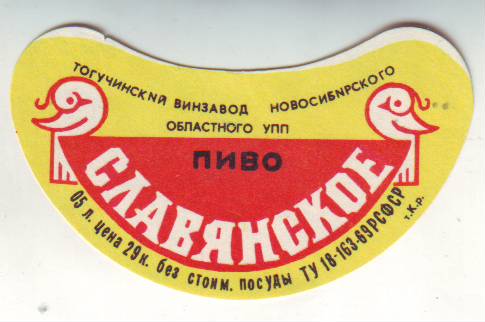 ТОГУЧИНСКИЙ ВИНЗАВОД НОВОСИБИРСКОГО
ОБЛАСТНОГО УПП
ПИВО
СЛАВЯНСКОЕ
05 л. цена 29к. без стоим. посуды ТУ 18-163-69РСФСР
т.К.р.